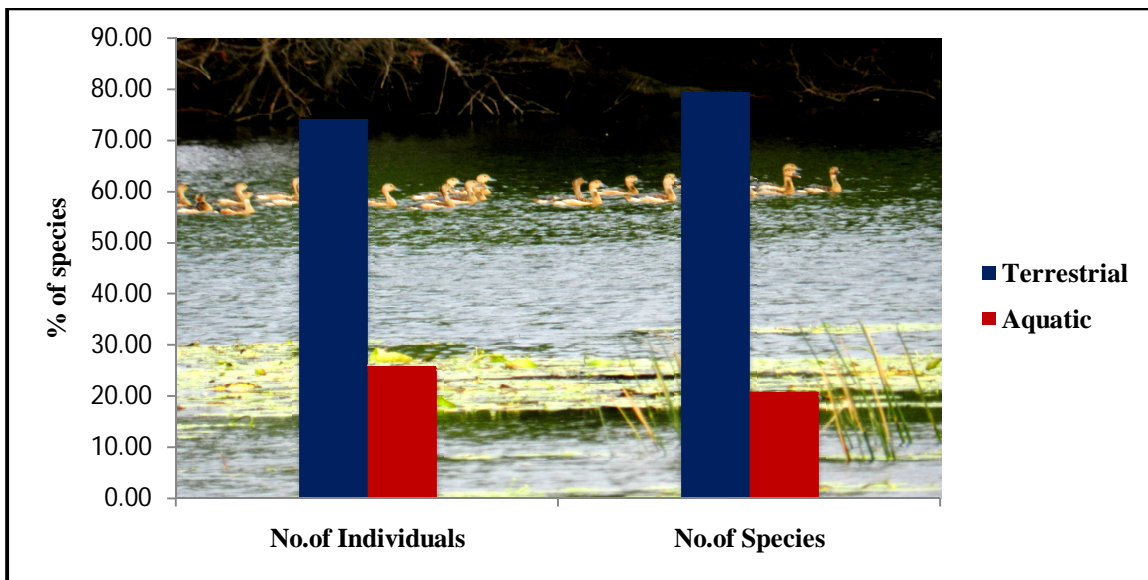 90.00
80.00
70.00
60.00
50.00
40.00
30.00
20.00
10.00
0.00
% of species
No.of Individuals
No.of Species
Terrestrial
Aquatic